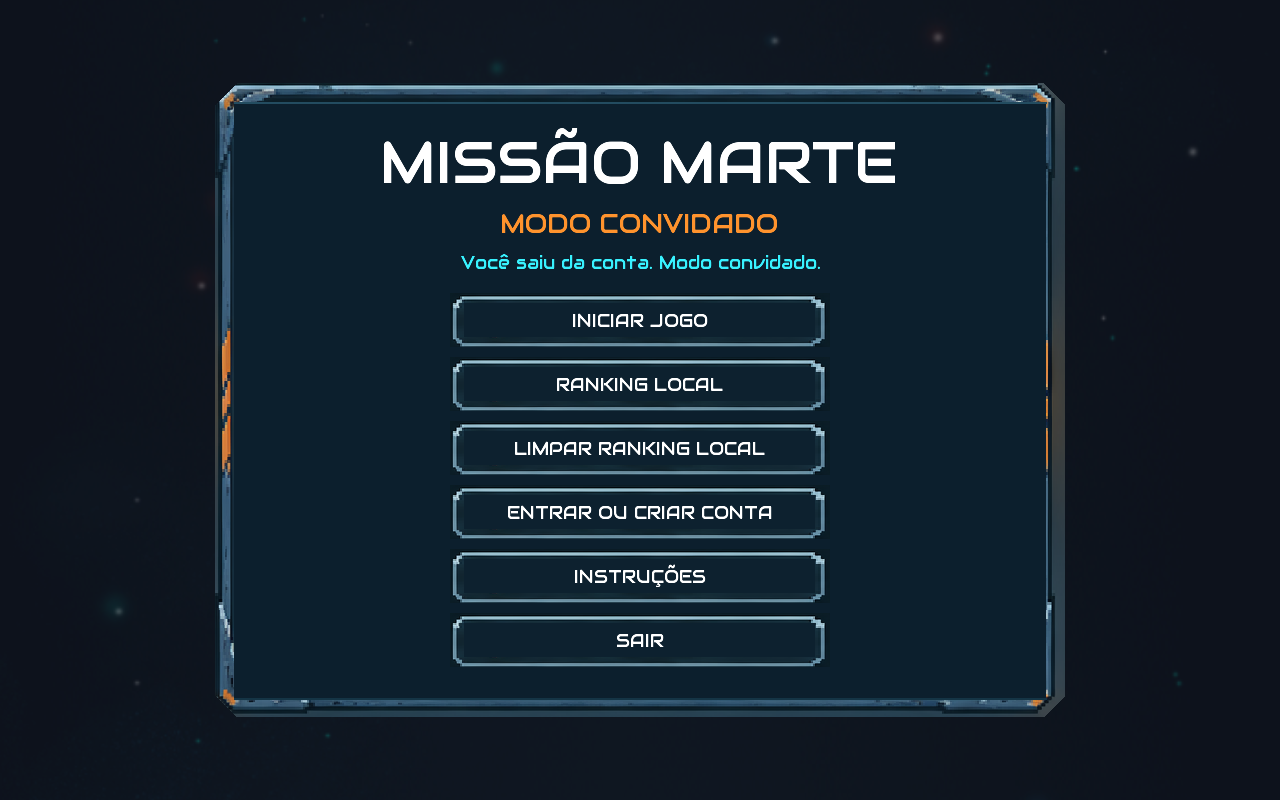 MISSÃO MARTE
MODO CONVIDADO
Você saiu da conta. Modo convidado.
INICIAR JOGO
RANKING LOCAL
LIMPAR RANKING LOCAL
ENTRAR OU CRIAR CONTA
INSTRUÇÕES
SAIR